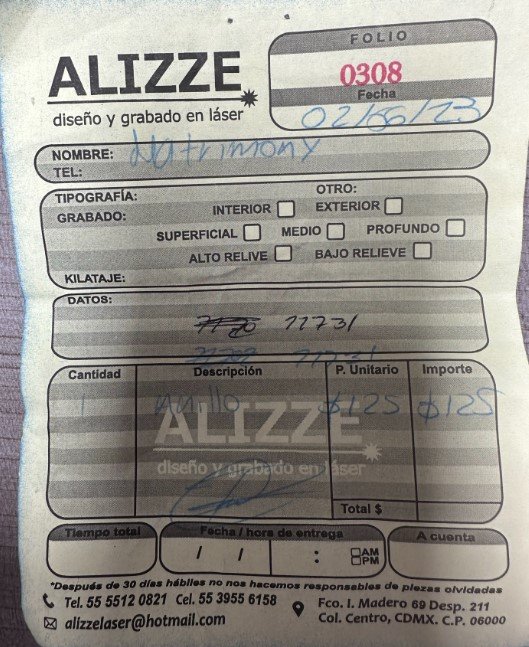 FOLIO
ALIZZE
0308
diseño y grabado en láser
Fecha
02/06/23
NOMBRE: Matrimony
TEL:
TIPOGRAFÍA: OTRO:
GRABADO: INTERIOR EXTERIOR
SUPERFICIAL MEDIO PROFUNDO
ALTO RELIVE BAJO RELIEVE
KILATAJE:
DATOS:
77731
77731
Cantidad Descripción P. Unitario Importe
1 Anillo $125 $125
ALIZZE
diseño y grabado en láser
Total $
Tiempo total Fecha / hora de entrega A cuenta
/ / : AM
PM
*Después de 30 días hábiles no nos hacemos responsables de piezas olvidadas
Tel. 55 5512 0821 Cel. 55 3955 6158
Fco. I. Madero 69 Desp. 211
alizzelaser@hotmail.com
Col. Centro, CDMX. C.P. 06000